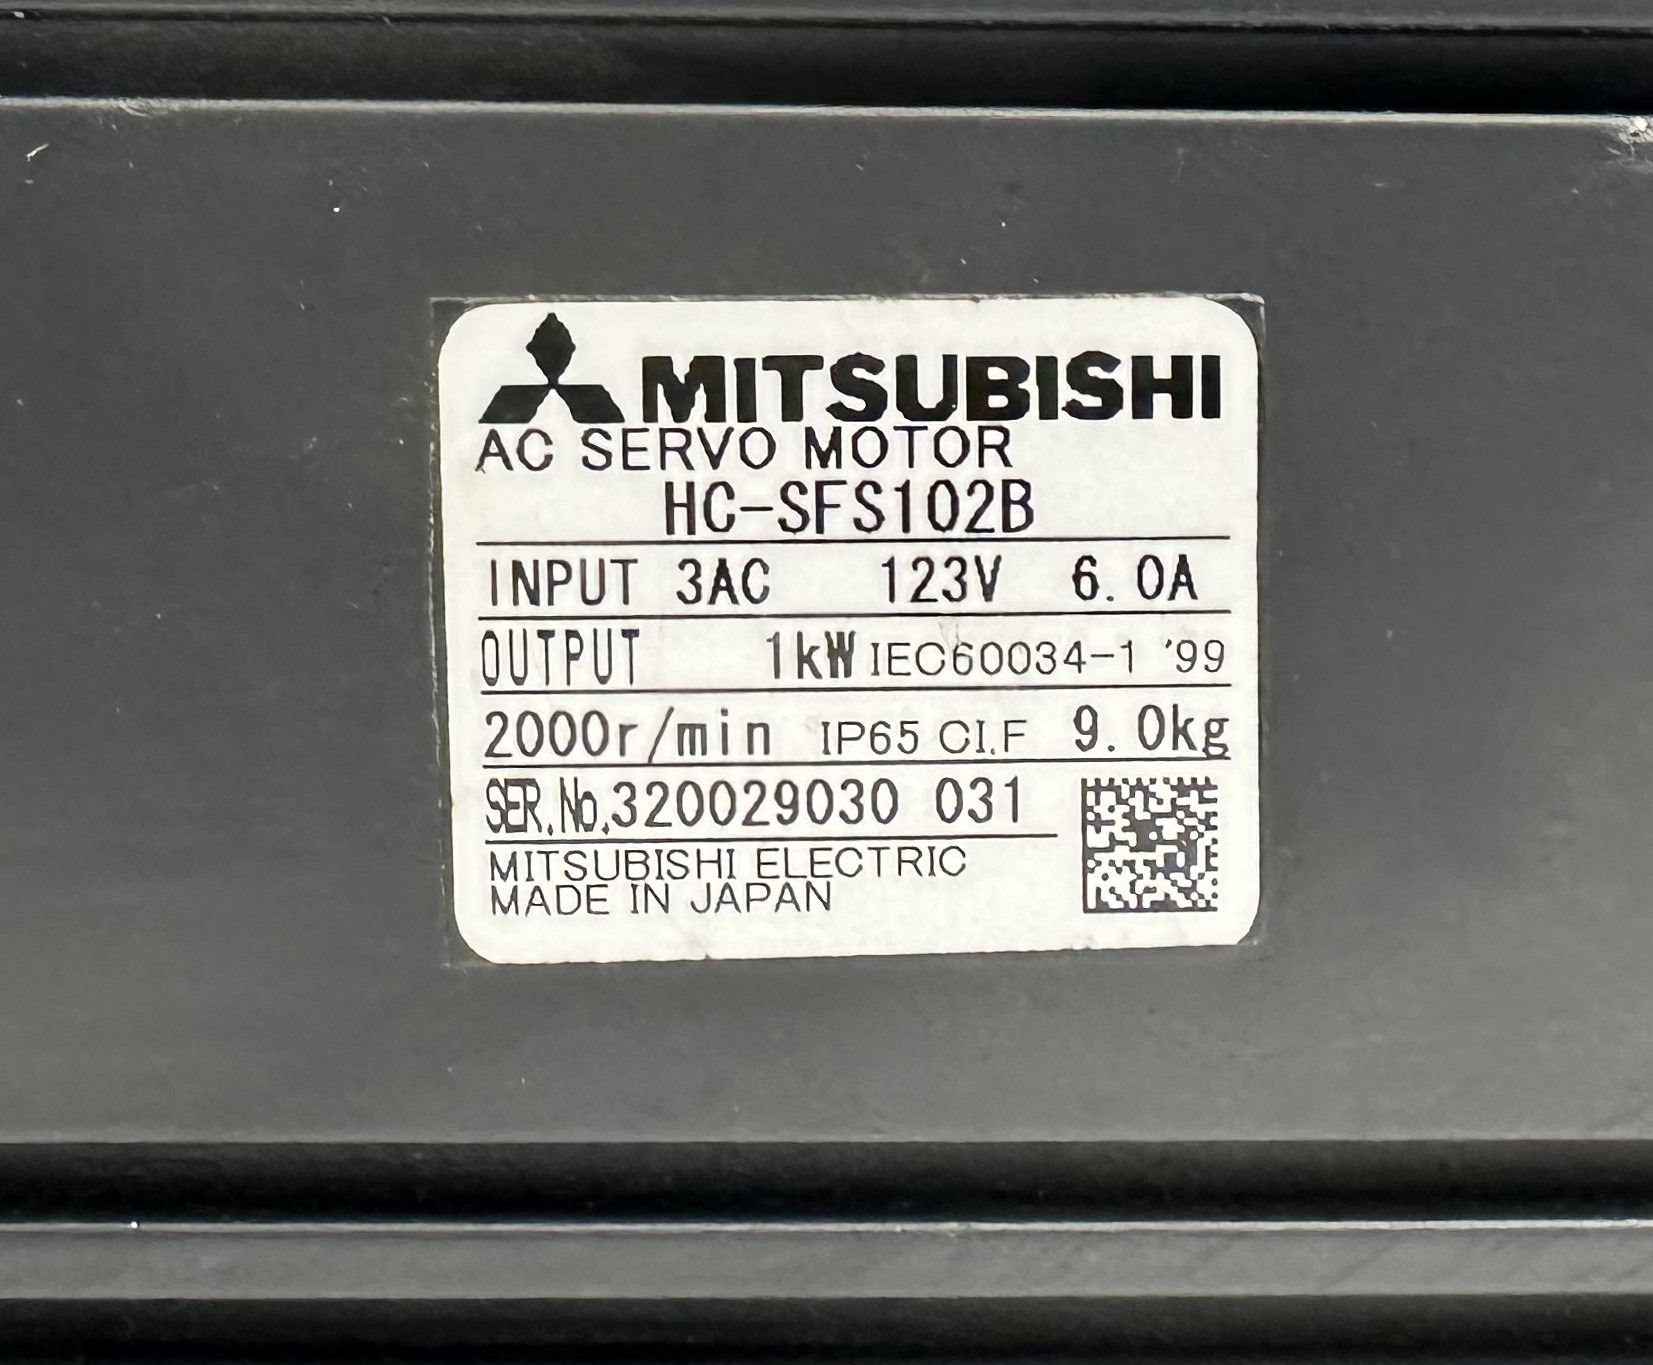 MITSUBISHI
AC SERVO MOTOR
HC-SFS102B
INPUT 3AC 123V 6.0A
OUTPUT 1kW IEC60034-1 '99
2000r/min IP65 CI.F 9.0kg
SER.No.320029030 031
MITSUBISHI ELECTRIC
MADE IN JAPAN